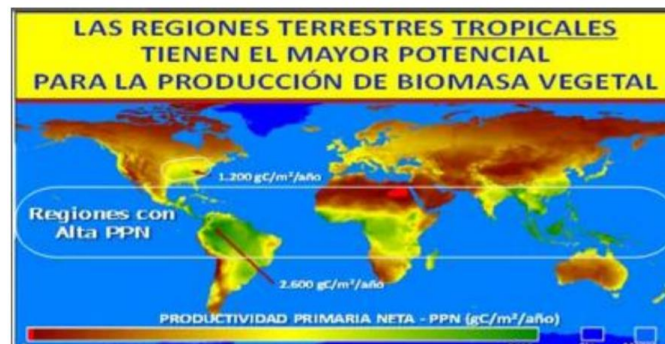 LAS REGIONES TERRESTRES TROPICALES
TIENEN EL MAYOR POTENCIAL
PARA LA PRODUCCIÓN DE BIOMASA VEGETAL
1.200 gC/m²/año
Regiones con
Alta PPN
2.600 gC/m²/año
PRODUCTIVIDAD PRIMARIA NETA - PPN (gC/m²/año)